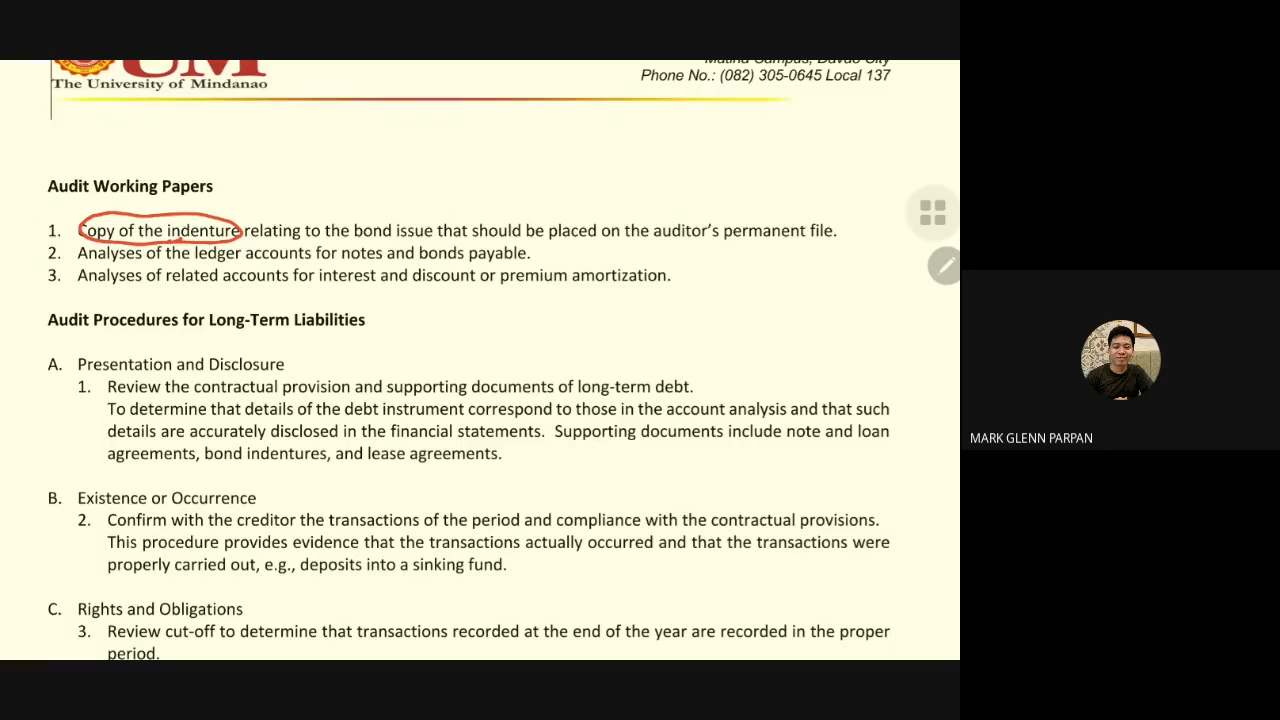 UM
The University of Mindanao
Matina Campus, Davao City
Phone No.: (082) 305-0645 Local 137
Audit Working Papers
1. Copy of the indenture relating to the bond issue that should be placed on the auditor's permanent file.
2. Analyses of the ledger accounts for notes and bonds payable.
3. Analyses of related accounts for interest and discount or premium amortization.
Audit Procedures for Long-Term Liabilities
A. Presentation and Disclosure
1. Review the contractual provision and supporting documents of long-term debt.
To determine that details of the debt instrument correspond to those in the account analysis and that such
details are accurately disclosed in the financial statements. Supporting documents include note and loan
agreements, bond indentures, and lease agreements.
B. Existence or Occurrence
2. Confirm with the creditor the transactions of the period and compliance with the contractual provisions.
This procedure provides evidence that the transactions actually occurred and that the transactions were
properly carried out, e.g., deposits into a sinking fund.
C. Rights and Obligations
3. Review cut-off to determine that transactions recorded at the end of the year are recorded in the proper
period.
MARK GLENN PARPAN